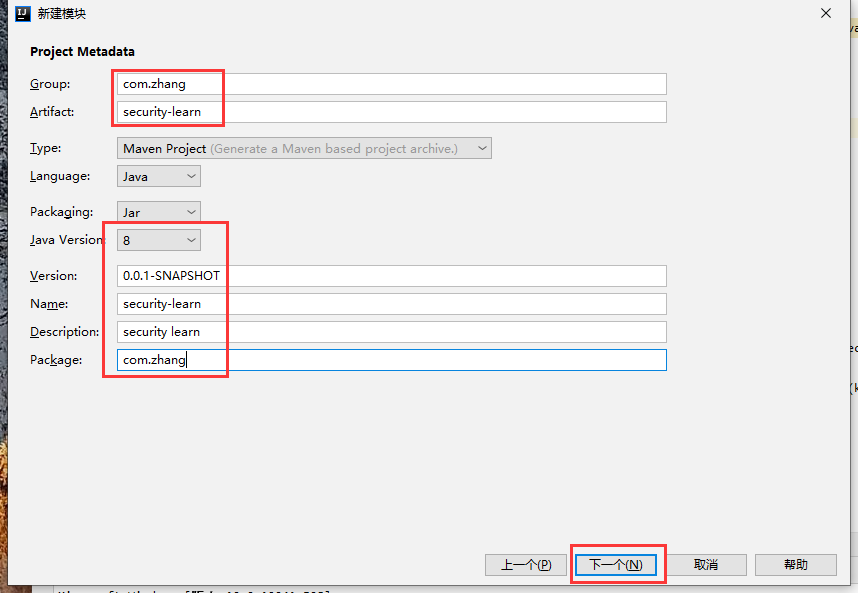 新建模块
Project Metadata
Group: com.zhang
Artifact: security-learn
Type: Maven Project (Generate a Maven based project archive.)
Language: Java
Packaging: Jar
Java Version: 8
Version: 0.0.1-SNAPSHOT
Name: security-learn
Description: security learn
Package: com.zhang
上一个(P) 下一个(N) 取消 帮助